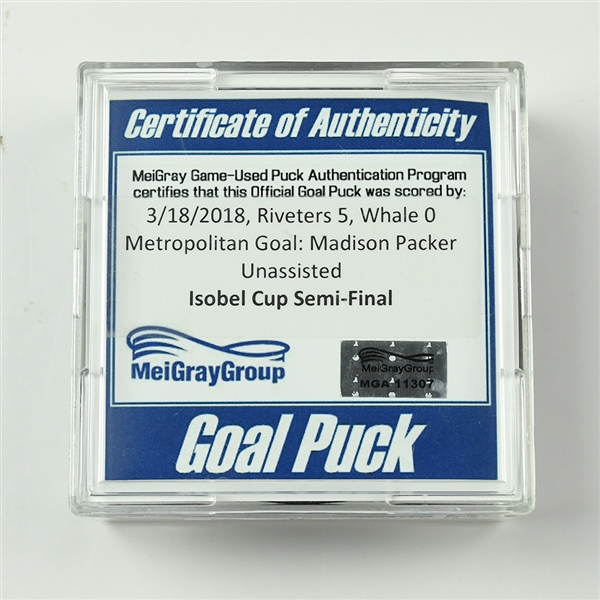 Certificate of Authenticity
MeiGray Game-Used Puck Authentication Program
certifies that this Official Goal Puck was scored by:
3/18/2018, Riveters 5, Whale 0
Metropolitan Goal: Madison Packer
Unassisted
Isobel Cup Semi-Final
MeiGrayGroup
MeiGrayGroup
MGA 11307
Goal Puck